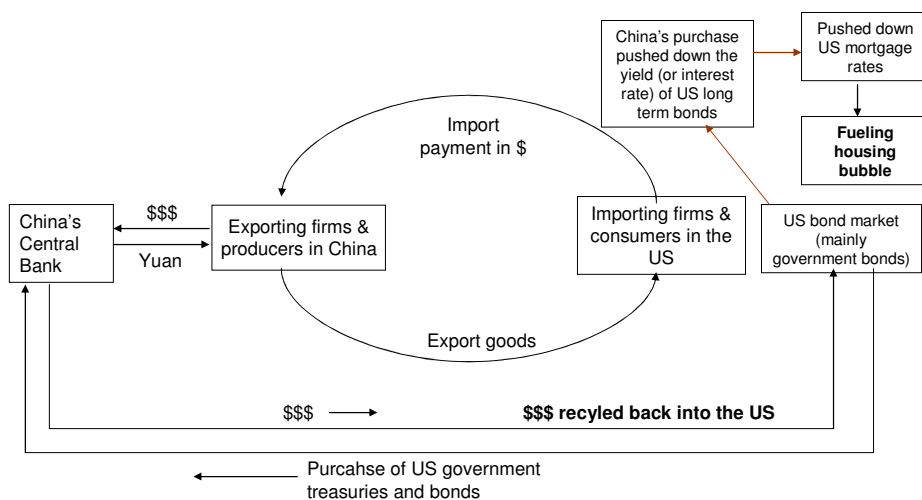 China's purchase
pushed down the
yield (or interest
rate) of US long
term bonds
Pushed down
US mortgage
rates
Fueling
housing
bubble
Import
payment in $
$$$
China's
Central
Bank
Yuan
Exporting firms &
producers in China
Importing firms &
consumers in the
US
US bond market
(mainly
government bonds)
Export goods
$$$
$$$ recyled back into the US
Purcahse of US government
treasuries and bonds